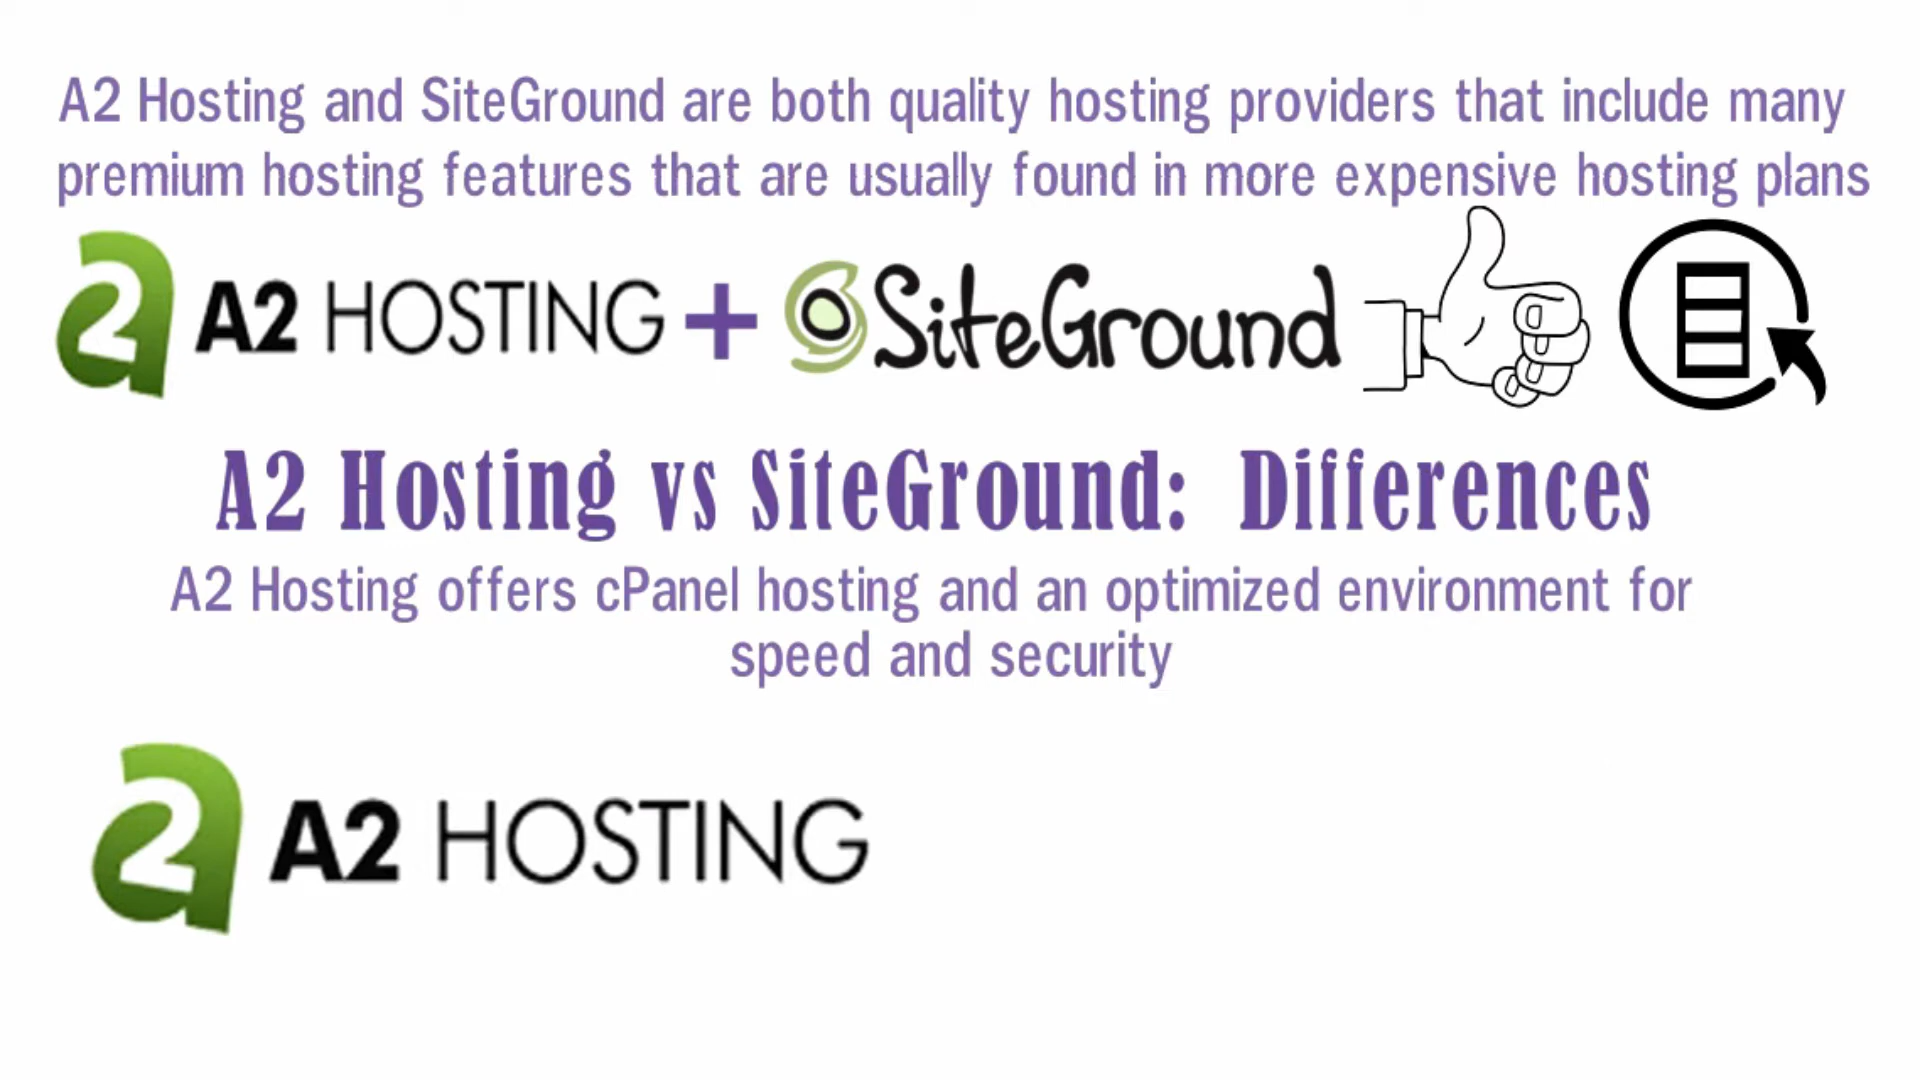 A2 Hosting and SiteGround are both quality hosting providers that include many
premium hosting features that are usually found in more expensive hosting plans
a2 A2 HOSTING + SiteGround
A2 Hosting vs SiteGround: Differences
A2 Hosting offers cPanel hosting and an optimized environment for
speed and security
a2 A2 HOSTING